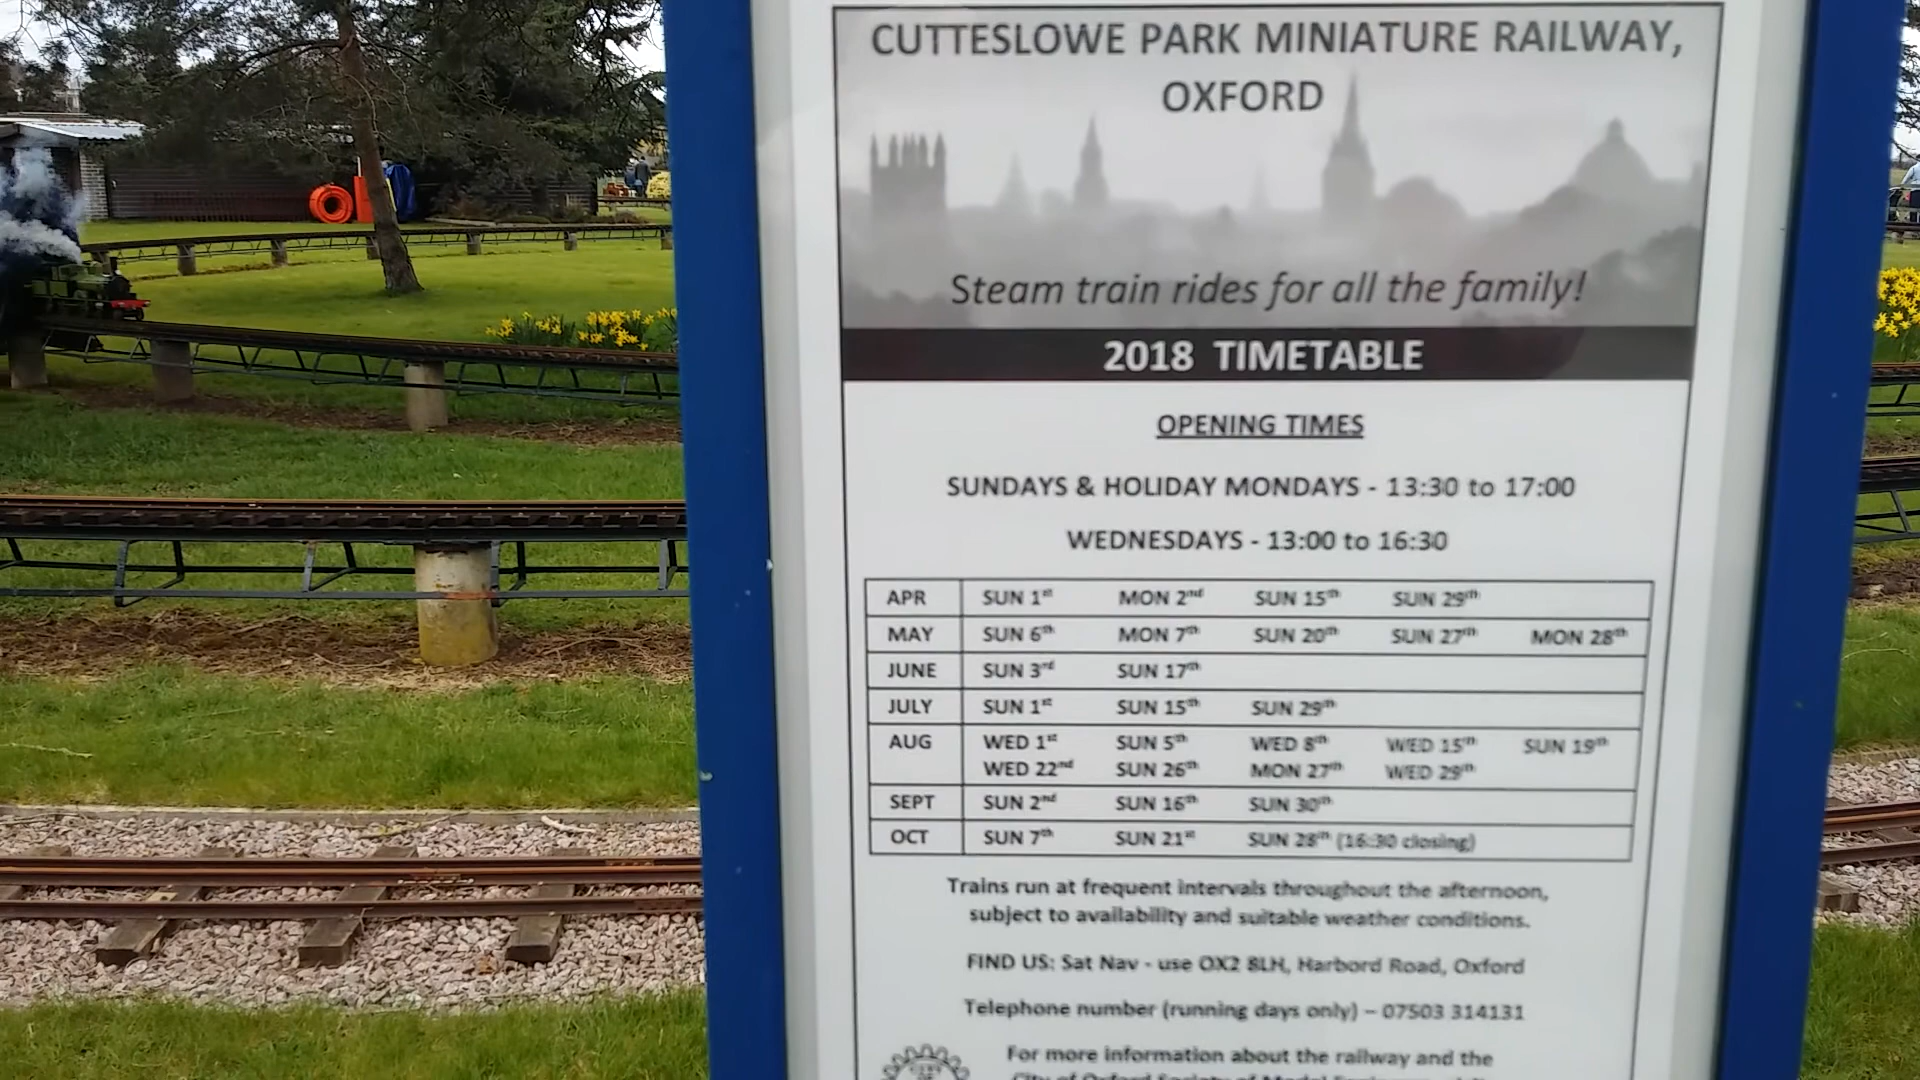 CUTTESLOWE PARK MINIATURE RAILWAY,
OXFORD
Steam train rides for all the family!
2018 TIMETABLE
OPENING TIMES
SUNDAYS & HOLIDAY MONDAYS - 13:30 to 17:00
WEDNESDAYS - 13:00 to 16:30
APR SUN 1st MON 2nd SUN 15th SUN 29th
MAY SUN 6th MON 7th SUN 20th SUN 27th MON 28th
JUNE SUN 3rd SUN 17th
JULY SUN 1st SUN 15th SUN 29th
AUG WED 1st SUN 5th WED 8th WED 15th SUN 19th
WED 22nd SUN 26th MON 27th WED 29th
SEPT SUN 2nd SUN 16th SUN 30th
OCT SUN 7th SUN 21st SUN 28th (16:30 closing)
Trains run at frequent intervals throughout the afternoon,
subject to availability and suitable weather conditions.
FIND US: Sat Nav - use OX2 8LH, Harbord Road, Oxford
Telephone number (running days only) – 07503 314131
For more information about the railway and the
City of Oxford Society of Model